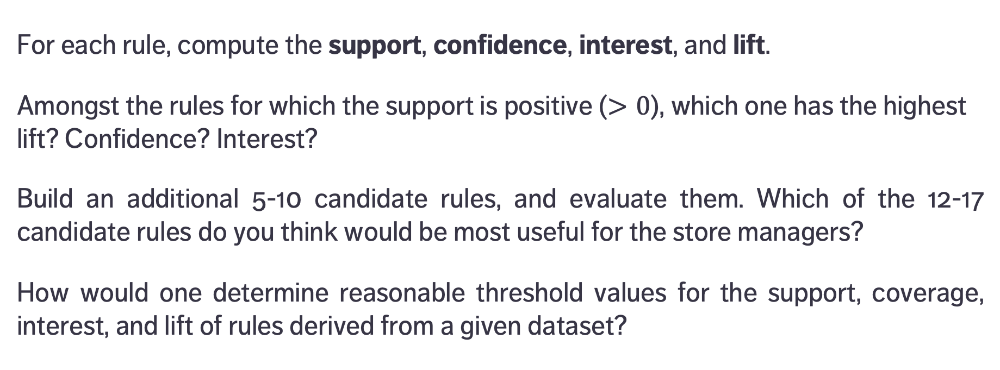 For each rule, compute the support, confidence, interest, and lift.
Amongst the rules for which the support is positive (> 0), which one has the highest
lift? Confidence? Interest?
Build an additional 5-10 candidate rules, and evaluate them. Which of the 12-17
candidate rules do you think would be most useful for the store managers?
How would one determine reasonable threshold values for the support, coverage,
interest, and lift of rules derived from a given dataset?